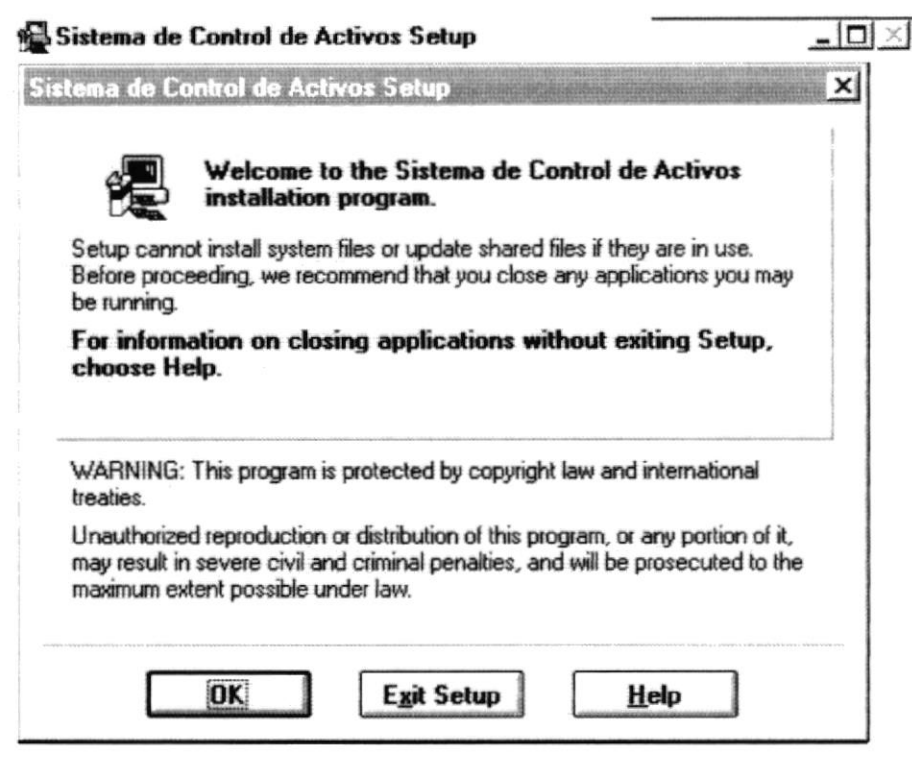 Sistema de Control de Activos Setup
Sistema de Control de Activos Setup
Welcome to the Sistema de Control de Activos
installation program.
Setup cannot install system files or update shared files if they are in use.
Before proceeding, we recommend that you close any applications you may
be running.
For information on closing applications without exiting Setup,
choose Help.
WARNING: This program is protected by copyright law and international
treaties.
Unauthorized reproduction or distribution of this program, or any portion of it,
may result in severe civil and criminal penalties, and will be prosecuted to the
maximum extent possible under law.
OK
Exit Setup
Help